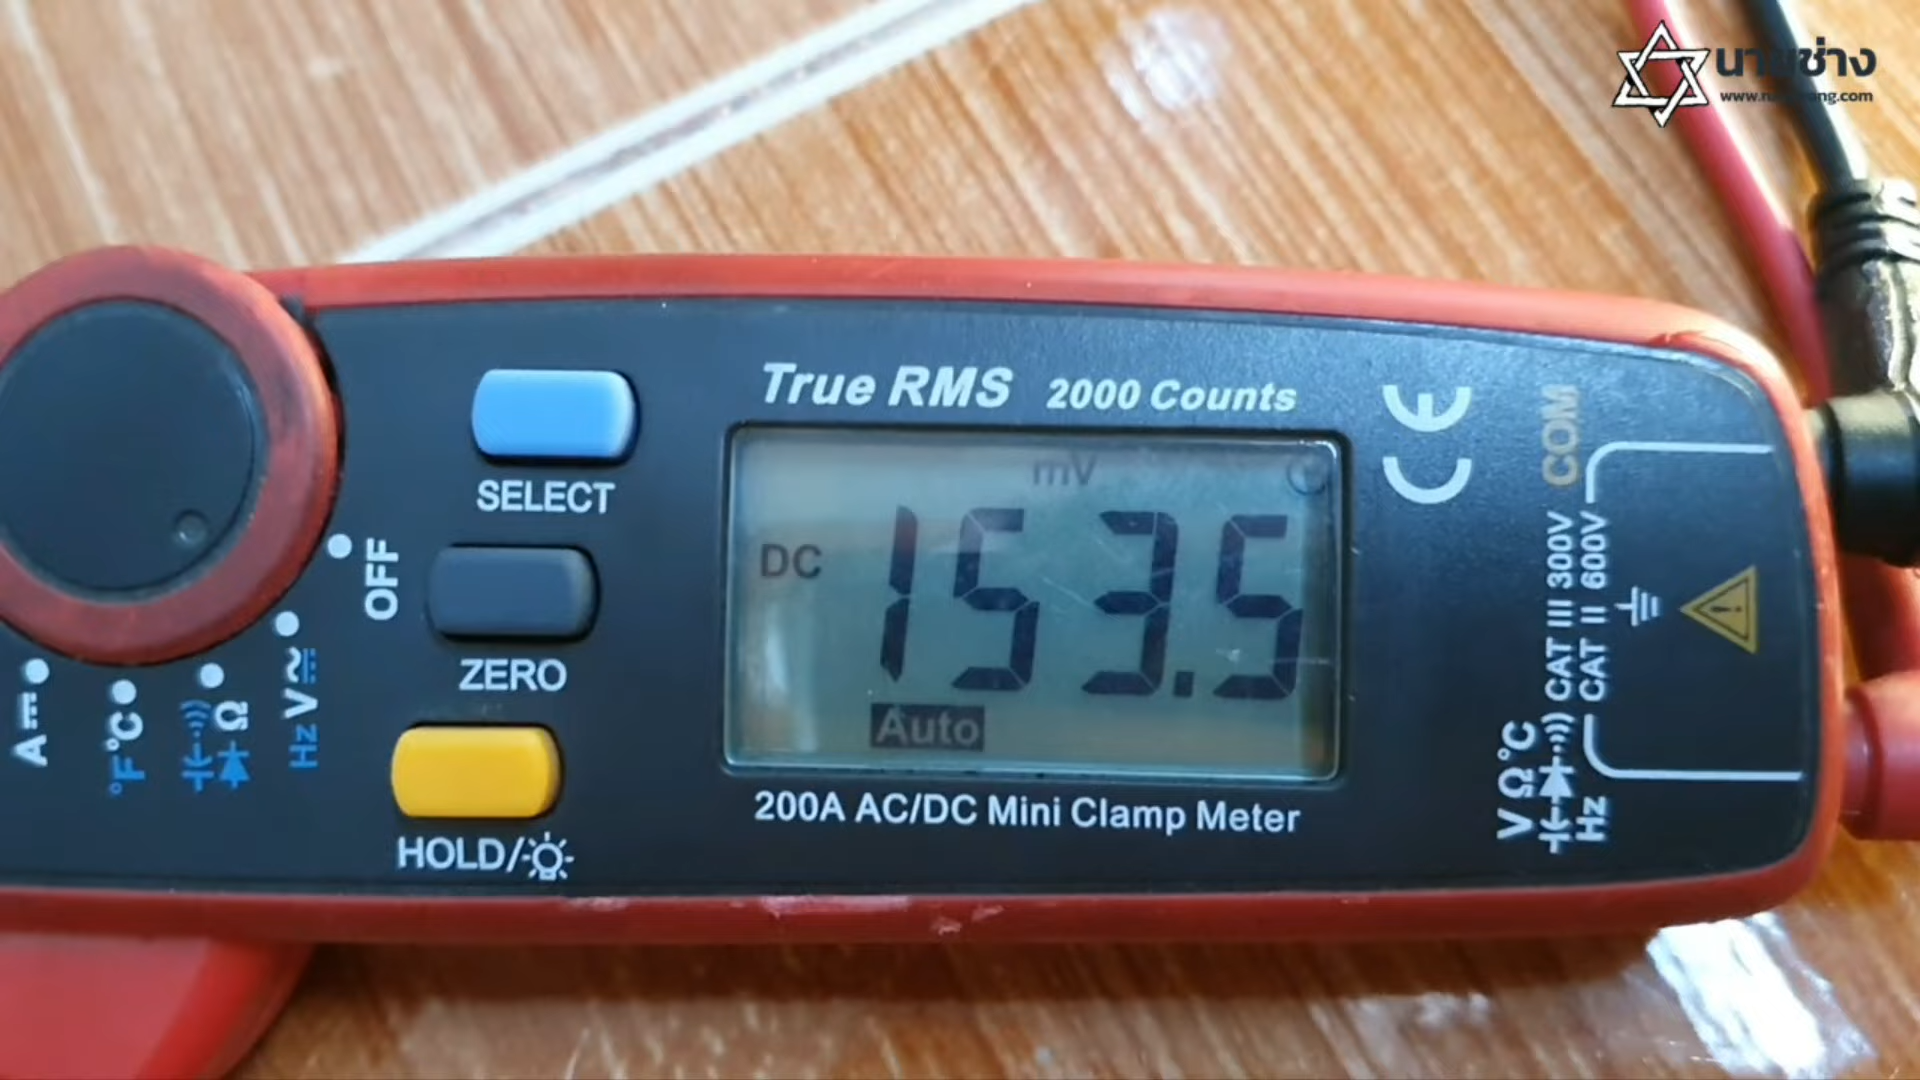 นายช่าง
True RMS 2000 Counts
SELECT
mV
DC 153.5
Auto
OFF
ZERO
HOLD/
200A AC/DC Mini Clamp Meter
A
°F°C
Ω
Hz V
COM
CAT III 300V
CAT II 600V
V Ω °C
Hz
CE